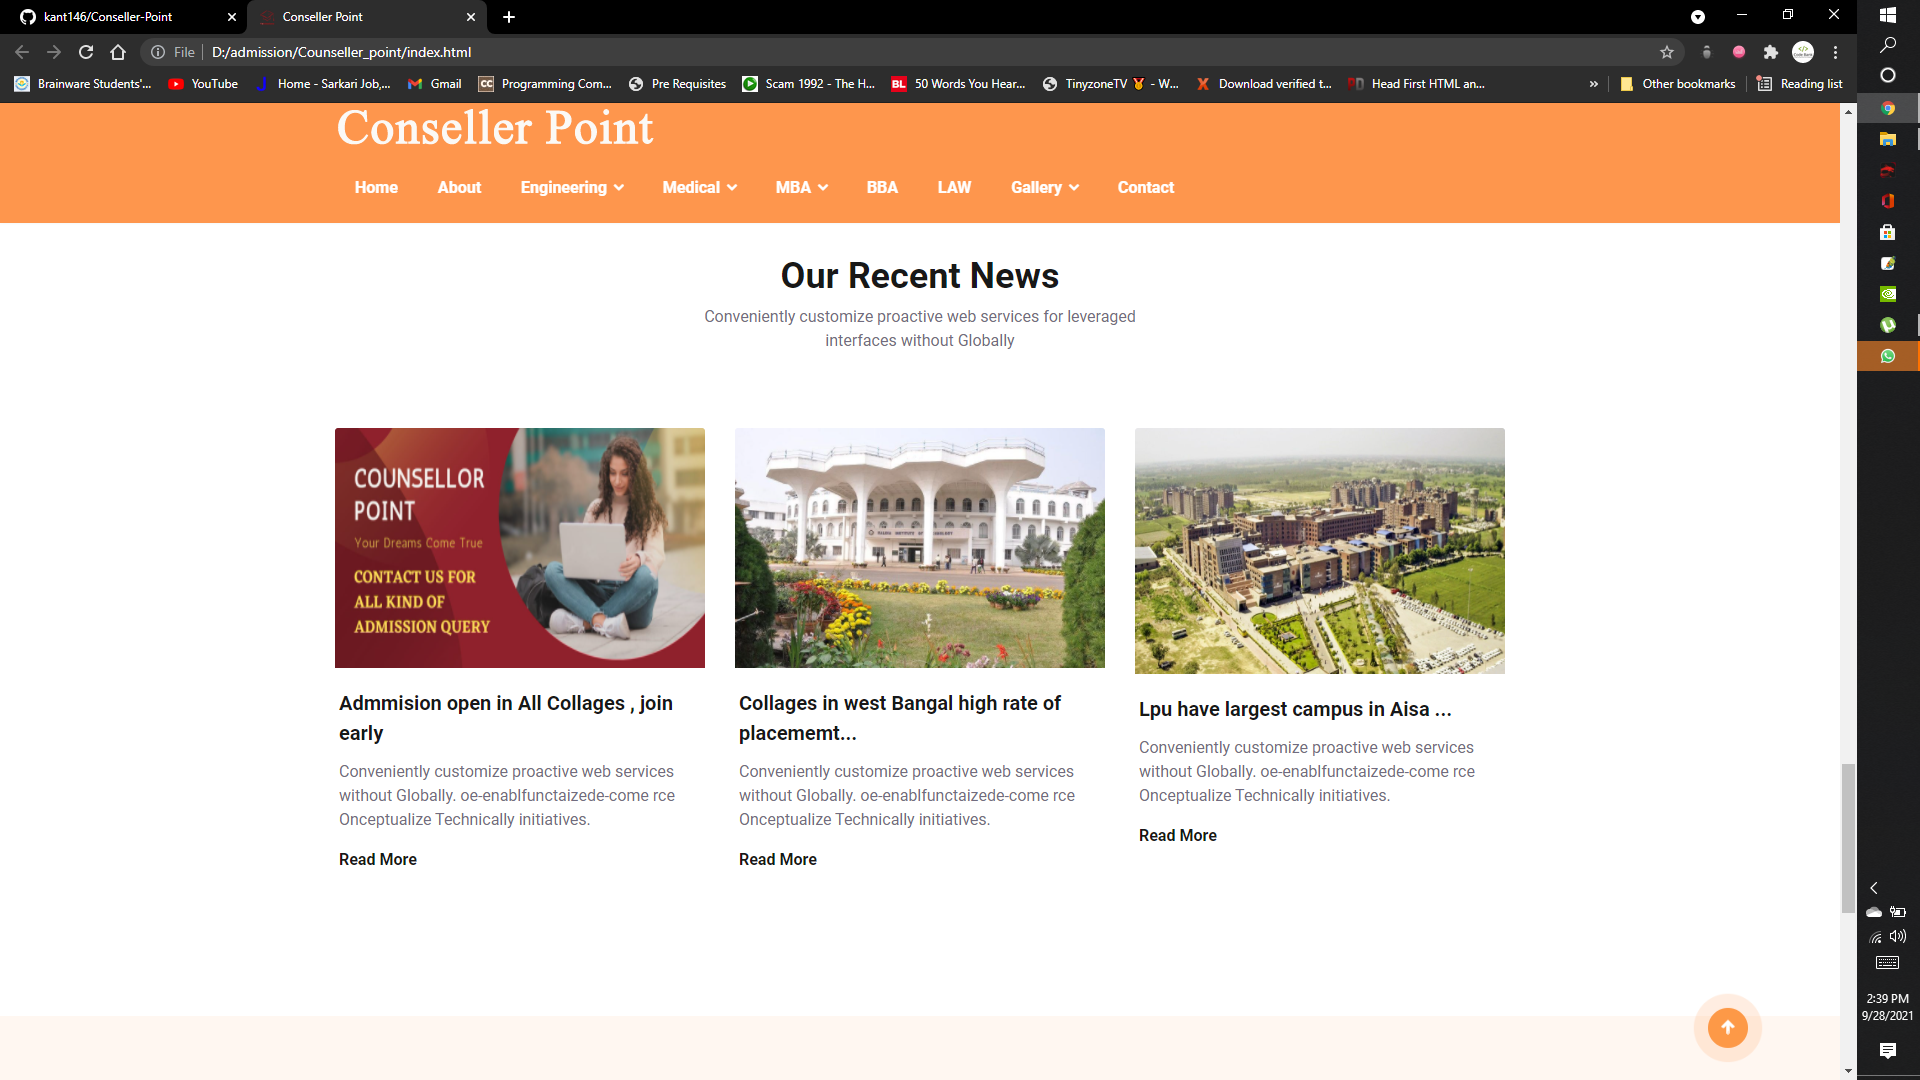 kant146/Conseller-Point
Conseller Point
File
D:/admission/Counseller_point/index.html
Brainware Students'...
YouTube
Home - Sarkari Job,...
Gmail
Programming Com...
Pre Requisites
Scam 1992 - The H...
50 Words You Hear...
TinyzoneTV - W...
Download verified t...
Head First HTML an...
»
Other bookmarks
Reading list
Conseller Point
Home
About
Engineering
Medical
MBA
BBA
LAW
Gallery
Contact
Our Recent News
Conveniently customize proactive web services for leveraged
interfaces without Globally
COUNSELLOR
POINT
Your Dreams Come True
CONTACT US FOR
ALL KIND OF
ADMISSION QUERY
Admmision open in All Collages , join
early
Conveniently customize proactive web services
without Globally. oe-enablfunctaizede-come rce
Onceptualize Technically initiatives.
Read More
Collages in west Bangal high rate of
placememt...
Conveniently customize proactive web services
without Globally. oe-enablfunctaizede-come rce
Onceptualize Technically initiatives.
Read More
Lpu have largest campus in Aisa ...
Conveniently customize proactive web services
without Globally. oe-enablfunctaizede-come rce
Onceptualize Technically initiatives.
Read More
2:39 PM
9/28/2021